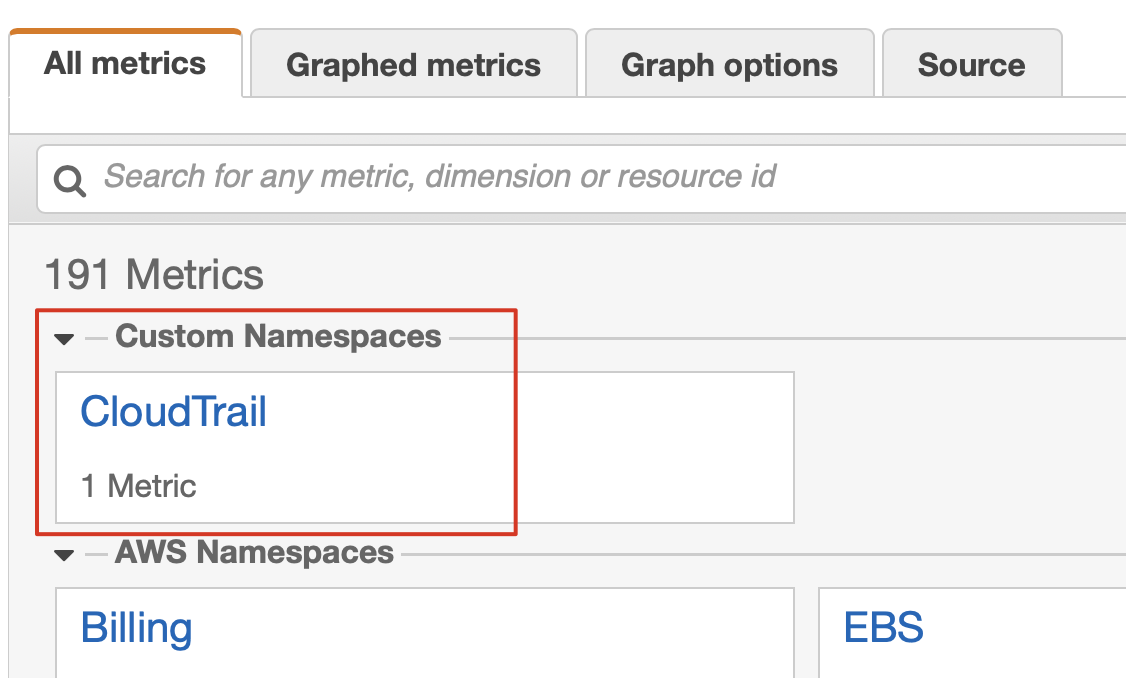 All metrics Graphed metrics Graph options Source
Search for any metric, dimension or resource id
191 Metrics
Custom Namespaces
CloudTrail
1 Metric
AWS Namespaces
Billing EBS